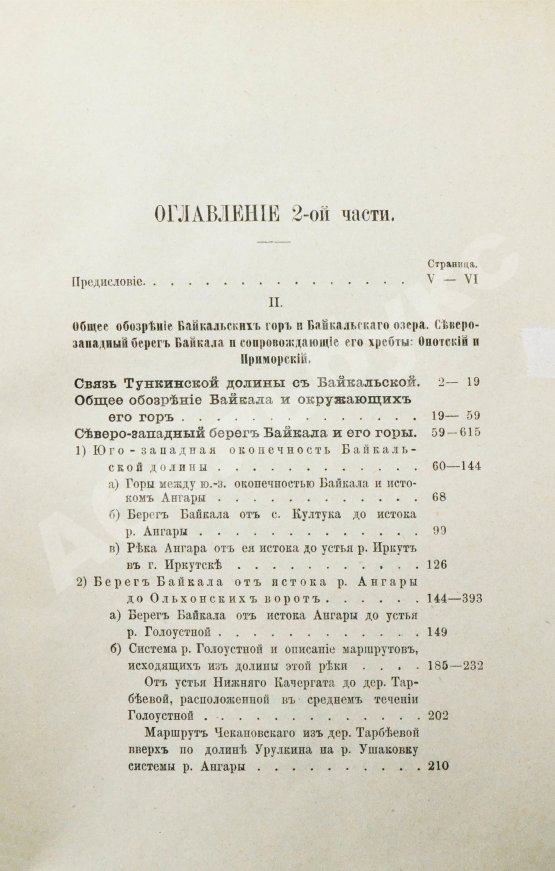 ОГЛАВЛЕНІЕ 2-ой части.
Страница.
Предисловіе. . . . . . . . . . . . . . . . V — VI
II.
Общее обозрѣніе Байкальскихъ горъ и Байкальскаго озера. Сѣверо-
западный берегъ Байкала и сопровождающіе его хребты: Онотскій и
Приморскій.
Связь Тункинской долины съ Байкальской. 2— 19
Общее обозрѣніе Байкала и окружающихъ
его горъ . . . . . . . . . . . . . 19— 59
Сѣверо-западный берегъ Байкала и его горы. 59—615
1) Юго-западная оконечность Байкаль-
ской долины . . . . . . . . . . . 60—144
а) Горы между ю.-з. оконечностью Байкала и исто-
комъ Ангары . . . . . . . . . . . 68
б) Берегъ Байкала отъ с. Култука до истока
р. Ангары . . . . . . . . . . . . 99
в) Рѣка Ангара отъ ея истока до устья р. Иркутъ
въ г. Иркутскѣ . . . . . . . . . . 126
2) Берегъ Байкала отъ истока р. Ангары
до Ольхонскихъ воротъ . . . . . . 144—393
а) Берегъ Байкала отъ истока Ангары до устья
р. Голоустной . . . . . . . . . . . 149
б) Система р. Голоустной и описаніе маршрутовъ,
исходящихъ изъ долины этой рѣки . . . . 185—232
Отъ устья Нижняго Качергата до дер. Тар-
бѣевой, расположенной въ среднемъ теченіи
Голоустной . . . . . . . . . . . . 202
Маршрутъ Чекановскаго изъ дер. Тарбѣевой
вверхъ по долинѣ Урулкина на р. Ушаковку
системы р. Ангары . . . . . . . . . . 210